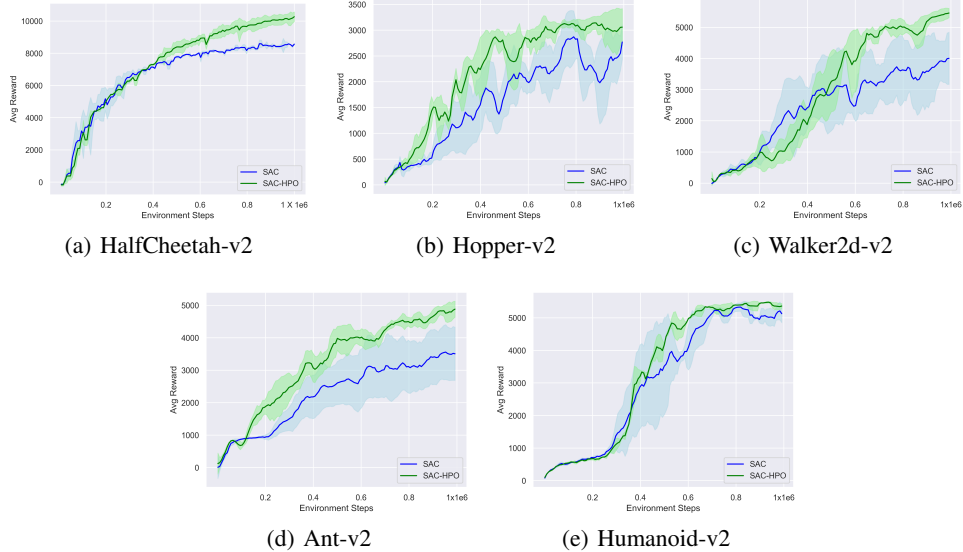 10000
8000
6000
4000
2000
0
Avg Reward
0.2
0.4
0.6
0.8
1 X 1e6
Environment Steps
SAC
SAC-HPO
(a) HalfCheetah-v2
3500
3000
2500
2000
1500
1000
500
0
Avg Reward
0.2
0.4
0.6
0.8
1x1e6
Environment Steps
SAC
SAC-HPO
(b) Hopper-v2
5000
4000
3000
2000
1000
0
Avg Reward
0.2
0.4
0.6
0.8
1x1e6
Environment Steps
SAC
SAC-HPO
(c) Walker2d-v2
5000
4000
3000
2000
1000
0
Avg Reward
0.2
0.4
0.6
0.8
1x1e6
Environment Steps
SAC
SAC-HPO
(d) Ant-v2
5000
4000
3000
2000
1000
0
Avg Reward
0.2
0.4
0.6
0.8
1x1e6
Environment Steps
SAC
SAC-HPO
(e) Humanoid-v2